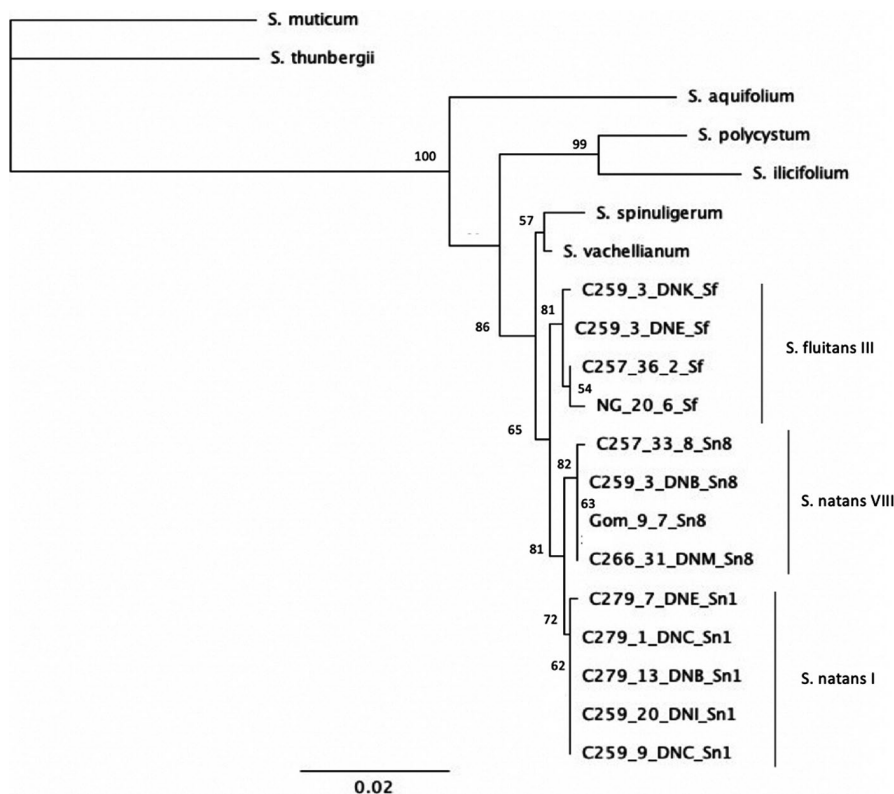 S. muticum
S. thunbergii
S. aquifolium
S. polycystum
99
100
S. ilicifolium
57
S. spinuligerum
S. vachellianum
C259_3_DNK_Sf
81
86
C259_3_DNE_Sf
S. fluitans III
C257_36_2_Sf
54
NG_20_6_Sf
65
C257_33_8_Sn8
82
C259_3_DNB_Sn8
S. natans VIII
63
Gom_9_7_Sn8
81
C266_31_DNM_Sn8
C279_7_DNE_Sn1
72
C279_1_DNC_Sn1
62
C279_13_DNB_Sn1
S. natans I
C259_20_DNI_Sn1
C259_9_DNC_Sn1
0.02